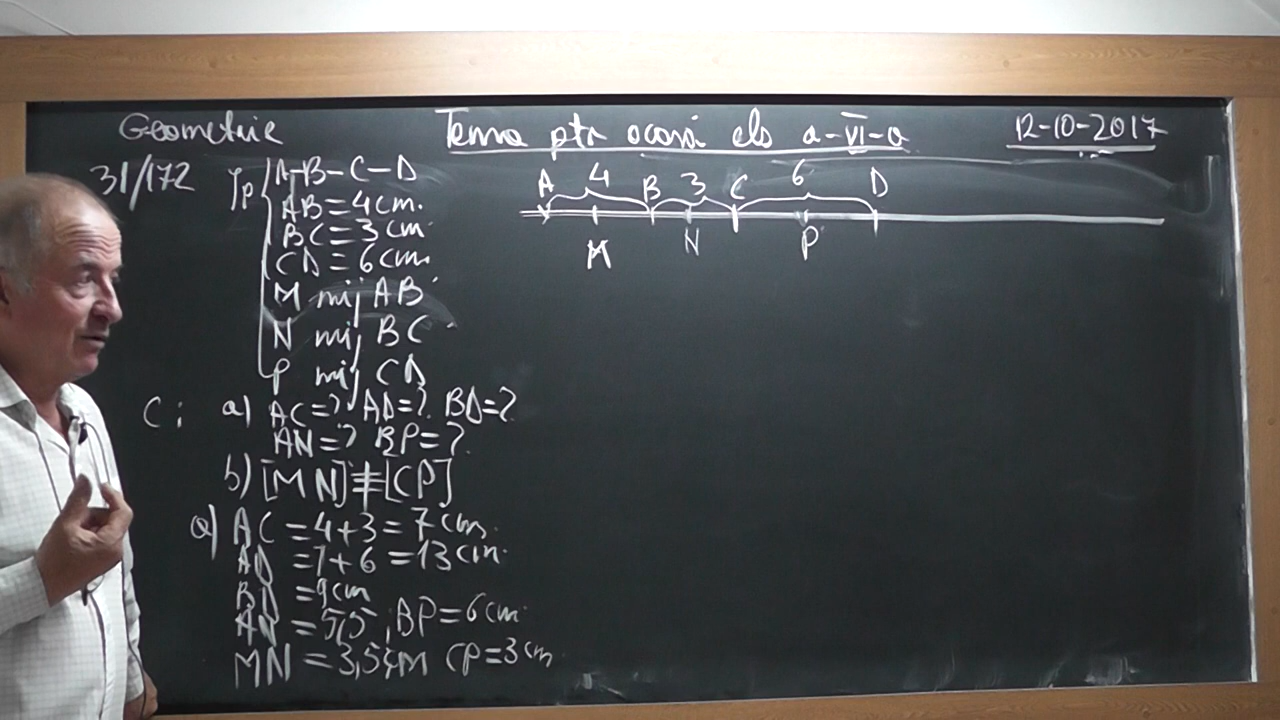 Geometrie Tema ptr acasă cls a-VI-a 12-10-2017
31/172 Ip A-B-C-D
AB=4cm.
BC=3cm
CD=6cm.
M mij AB
N mij BC
P mij CD
A 4 B 3 C 6 D
M N P
C: a) AC=? AD=? BD=?
AN=? BP=?
b) [MN]≢[CP]
a) AC=4+3=7cm.
AD=7+6=13cm.
BD=9cm
AN=5,5; BP=6cm
MN=3,5cM CP=3cm